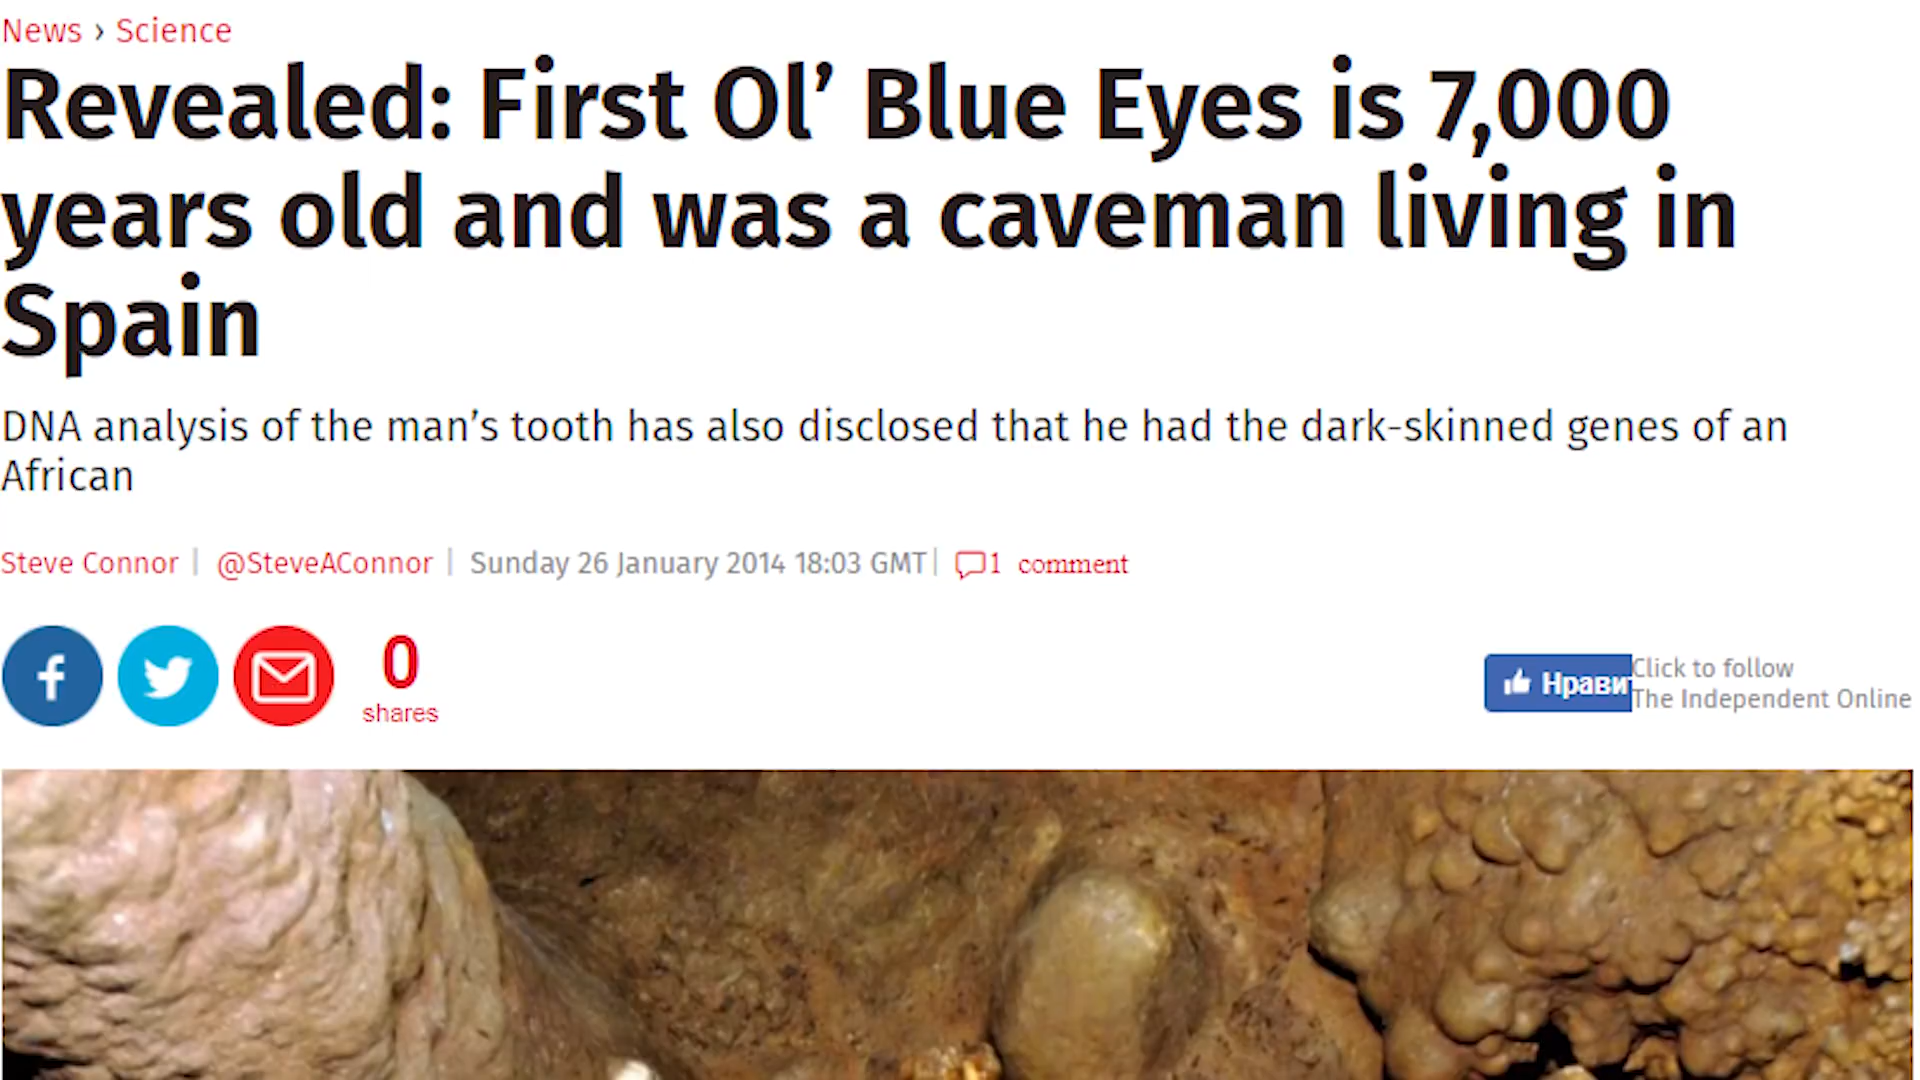 News › Science
Revealed: First Ol’ Blue Eyes is 7,000
years old and was a caveman living in
Spain
DNA analysis of the man’s tooth has also disclosed that he had the dark-skinned genes of an
African
Steve Connor | @SteveAConnor | Sunday 26 January 2014 18:03 GMT | 1 comment
0
shares
Нрави
Click to follow
The Independent Online